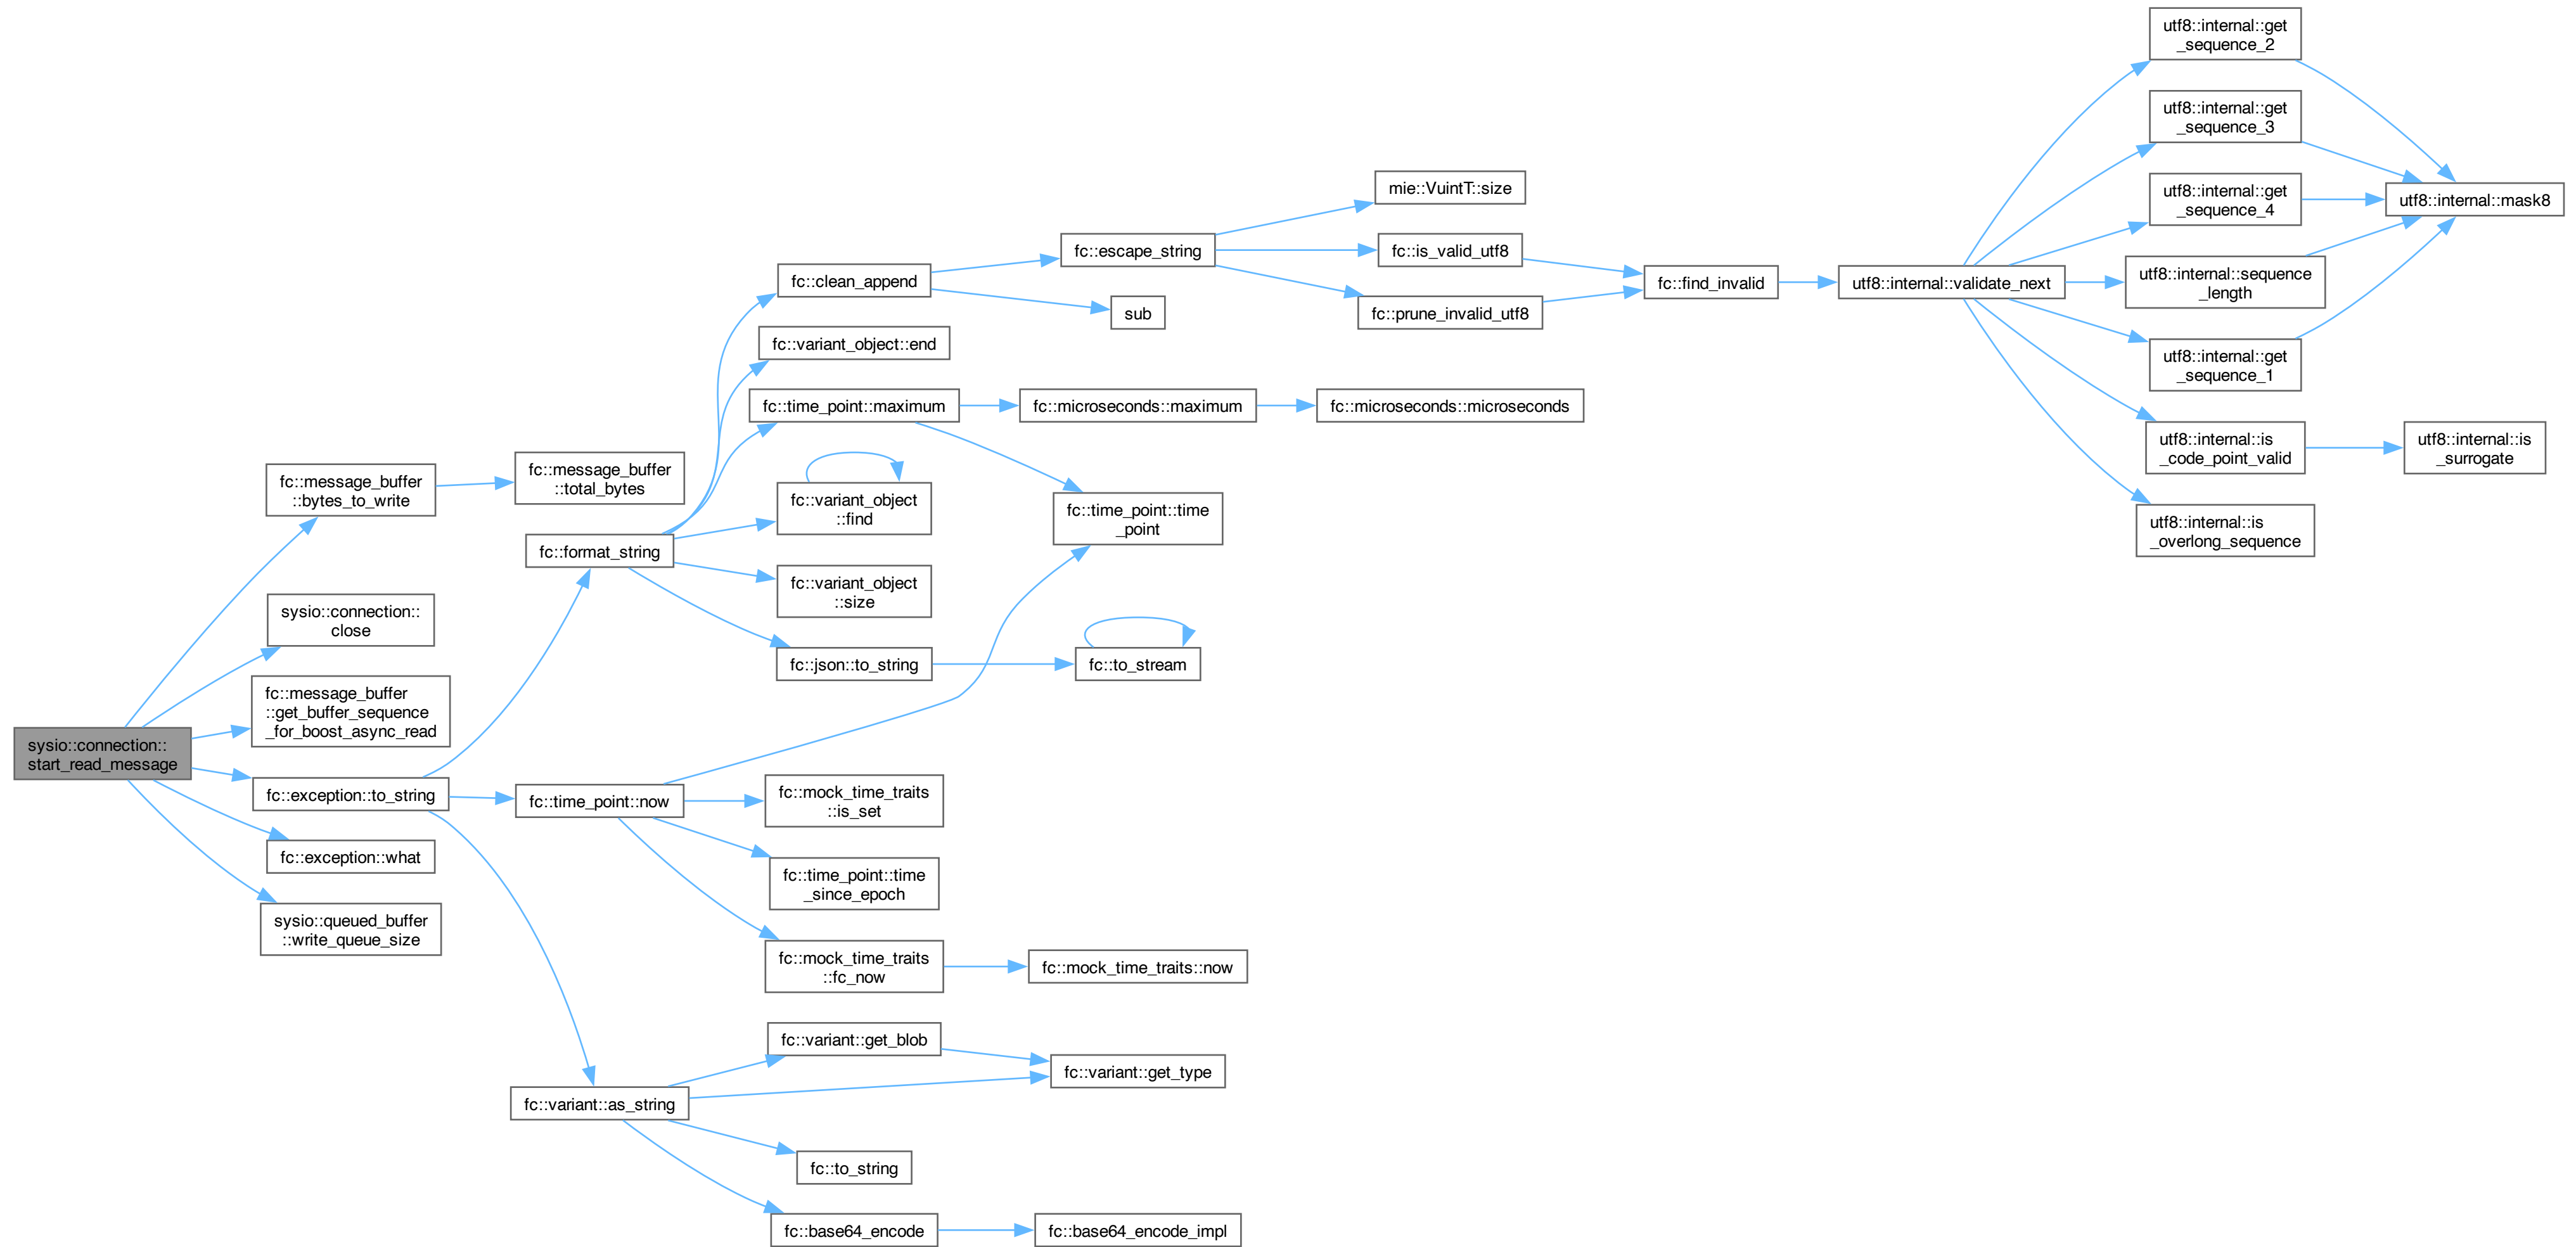 sysio::connection::
start_read_message
fc::message_buffer
::bytes_to_write
fc::message_buffer
::total_bytes
sysio::connection::
close
fc::message_buffer
::get_buffer_sequence
_for_boost_async_read
fc::exception::to_string
fc::exception::what
sysio::queued_buffer
::write_queue_size
fc::format_string
fc::time_point::now
fc::variant::as_string
fc::clean_append
fc::variant_object::end
fc::time_point::maximum
fc::variant_object
::find
fc::variant_object
::size
fc::json::to_string
fc::mock_time_traits
::is_set
fc::time_point::time
_since_epoch
fc::mock_time_traits
::fc_now
fc::variant::get_blob
fc::to_string
fc::base64_encode
fc::escape_string
sub
fc::microseconds::maximum
fc::time_point::time
_point
fc::to_stream
fc::mock_time_traits::now
fc::variant::get_type
fc::base64_encode_impl
mie::VuintT::size
fc::is_valid_utf8
fc::prune_invalid_utf8
fc::microseconds::microseconds
fc::find_invalid
utf8::internal::validate_next
utf8::internal::get
_sequence_2
utf8::internal::get
_sequence_3
utf8::internal::get
_sequence_4
utf8::internal::sequence
_length
utf8::internal::get
_sequence_1
utf8::internal::is
_code_point_valid
utf8::internal::is
_overlong_sequence
utf8::internal::mask8
utf8::internal::is
_surrogate